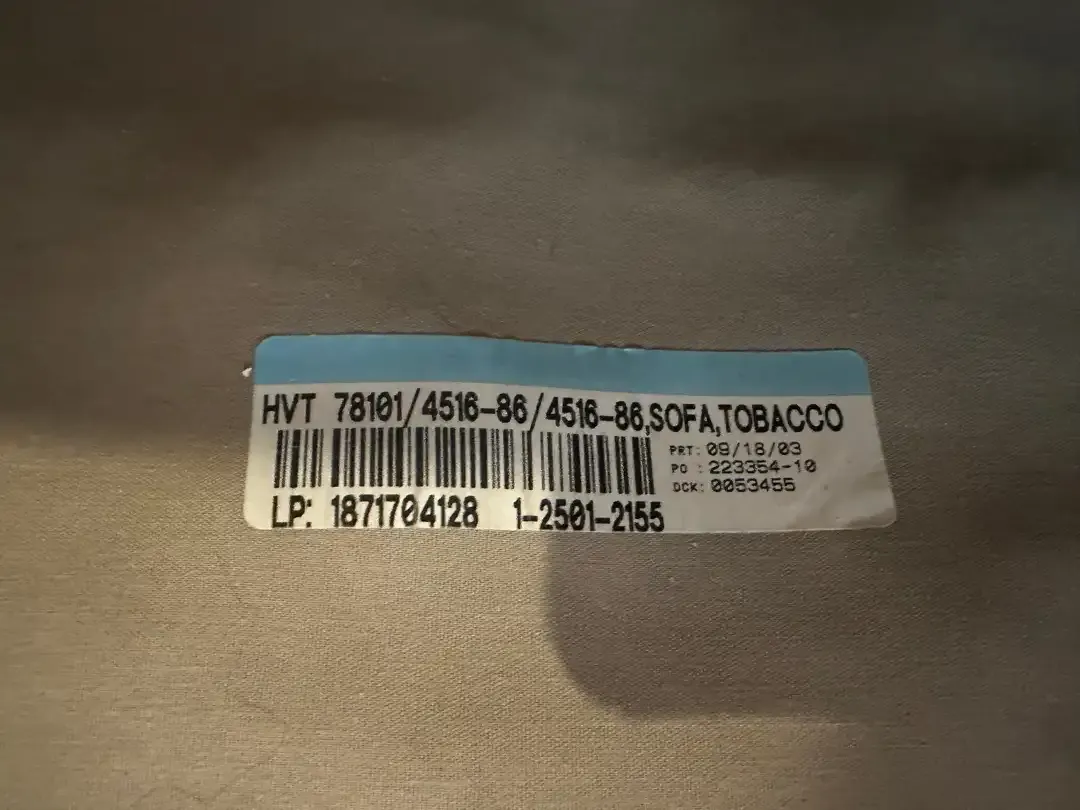 HVT 78101/4516-86/4516-86,SOFA,TOBACCO
PRT: 09/18/03
PO : 223354-10
DCK: 0053455
LP: 1871704128 1-2501-2155